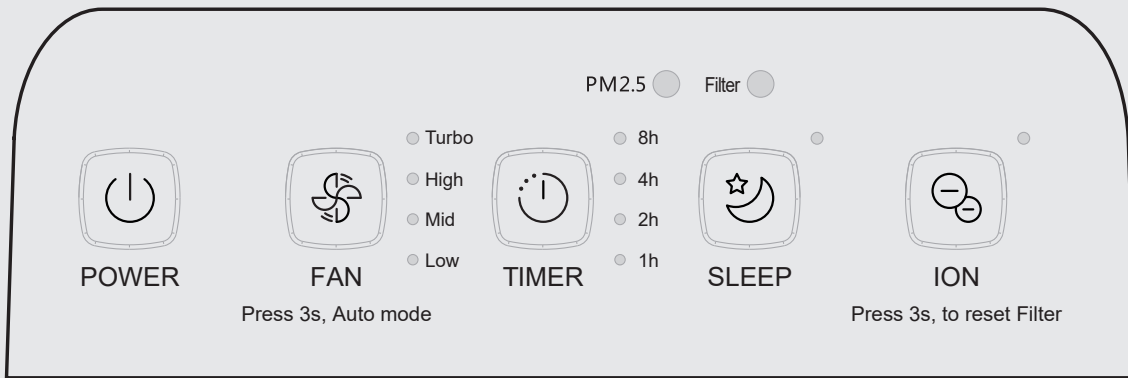 PM2.5 Filter
Turbo 8h
High 4h
Mid 2h
Low 1h
POWER FAN TIMER SLEEP ION
Press 3s, Auto mode Press 3s, to reset Filter